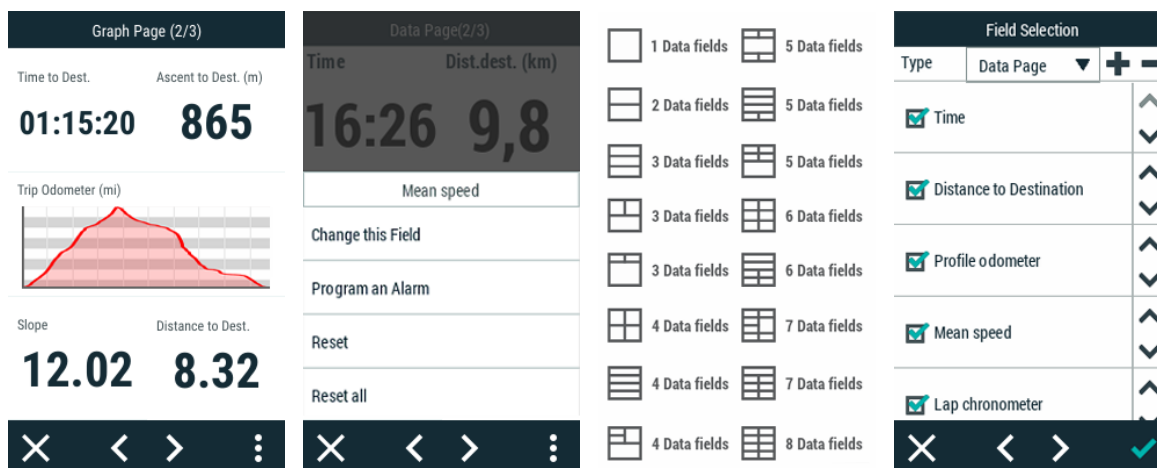 Graph Page (2/3)
Time to Dest. Ascent to Dest. (m)
01:15:20 865
Trip Odometer (mi)
Slope Distance to Dest.
12.02 8.32
Data Page(2/3)
Time Dist.dest. (km)
16:26 9,8
Mean speed
Change this Field
Program an Alarm
Reset
Reset all
1 Data fields 5 Data fields
2 Data fields 5 Data fields
3 Data fields 5 Data fields
3 Data fields 6 Data fields
3 Data fields 6 Data fields
4 Data fields 7 Data fields
4 Data fields 7 Data fields
4 Data fields 8 Data fields
Field Selection
Type Data Page
Time
Distance to Destination
Profile odometer
Mean speed
Lap chronometer